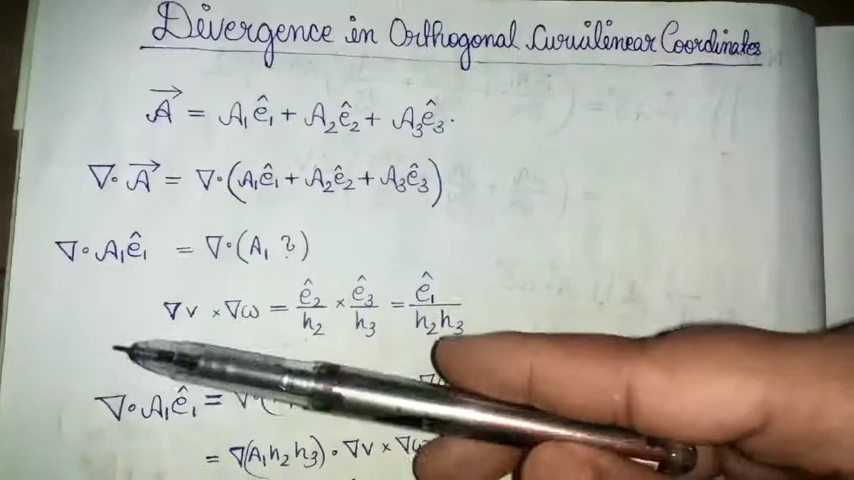 Divergence in Orthogonal Curvilinear Coordinates
A⃗ = A₁ê₁ + A₂ê₂ + A₃ê₃.
∇·A⃗ = ∇·(A₁ê₁ + A₂ê₂ + A₃ê₃)
∇·A₁ê₁ = ∇·(A₁ ?)
∇v × ∇ω = ê₂/h₂ × ê₃/h₃ = ê₁/h₂h₃
∇·A₁ê₁ = ∇·(
= ∇(A₁h₂h₃)·∇v × ∇ω